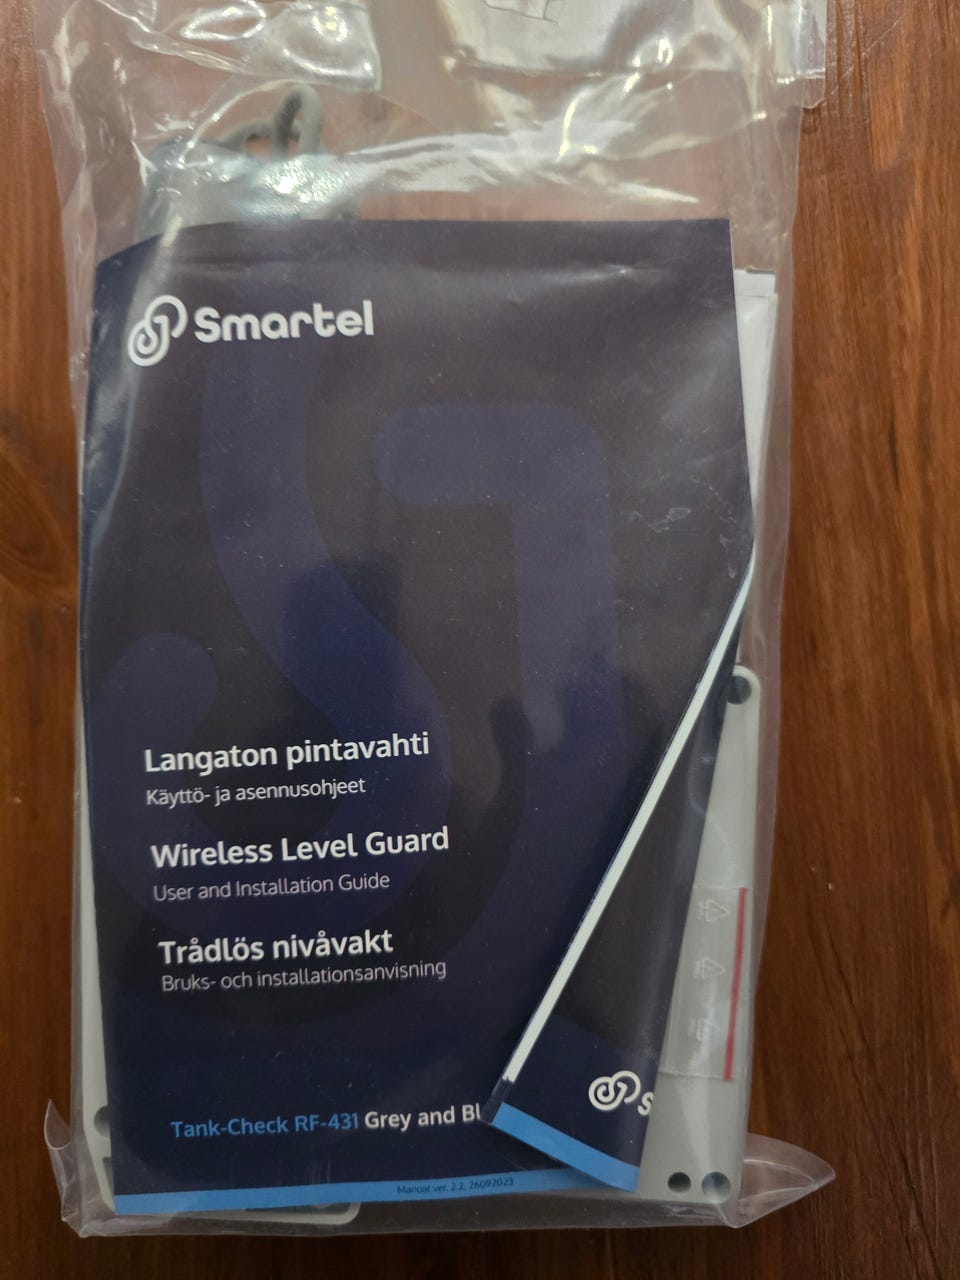 Smartel
Langaton pintavahti
Käyttö- ja asennusohjeet
Wireless Level Guard
User and Installation Guide
Trådlös nivåvakt
Bruks- och installationsanvisning
Tank-Check RF-431 Grey and Bl
Manual ver. 2.2, 26092023
S